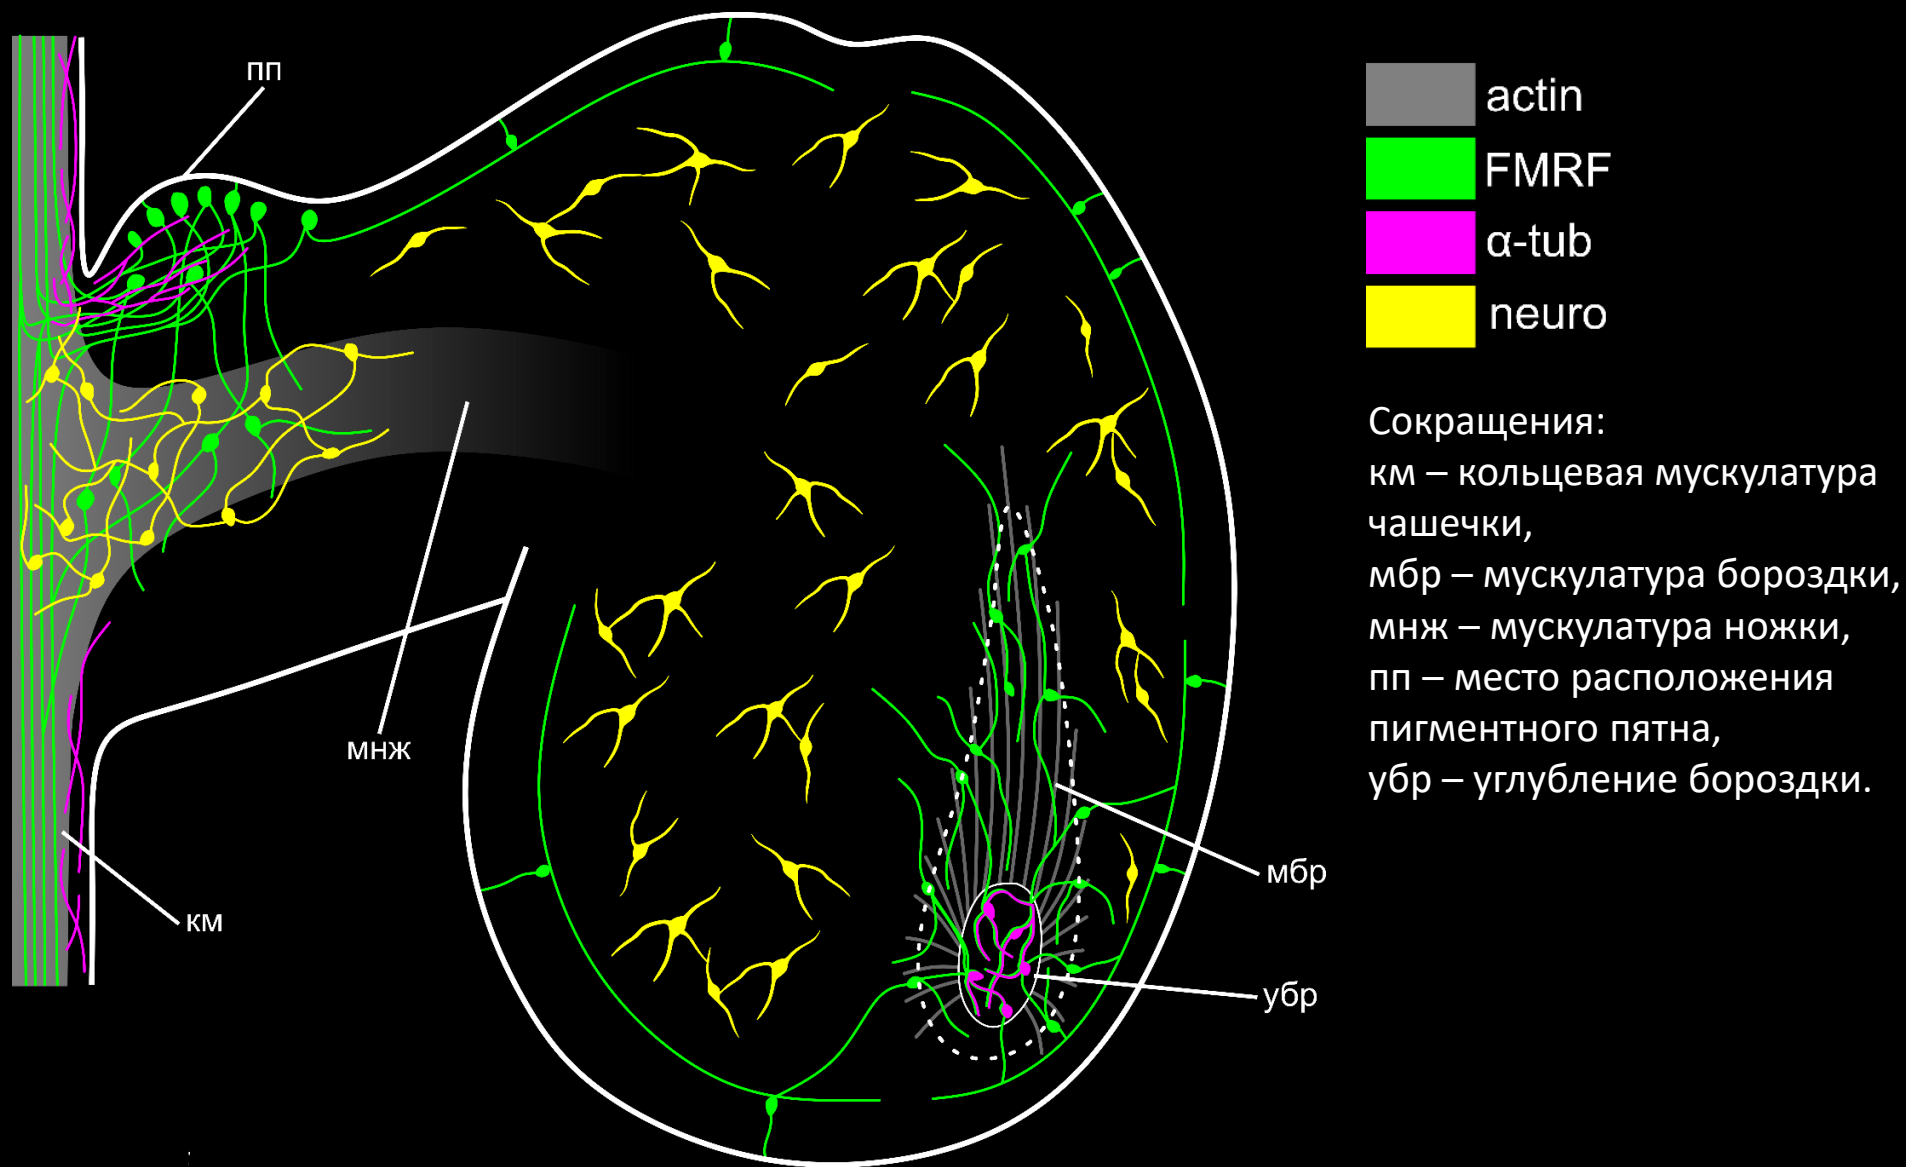 пп
actin
FMRF
α-tub
neuro
Сокращения:
км – кольцевая мускулатура
чашечки,
мбр – мускулатура бороздки,
мнж – мускулатура ножки,
пп – место расположения
пигментного пятна,
убр – углубление бороздки.
мнж
мбр
км
убр